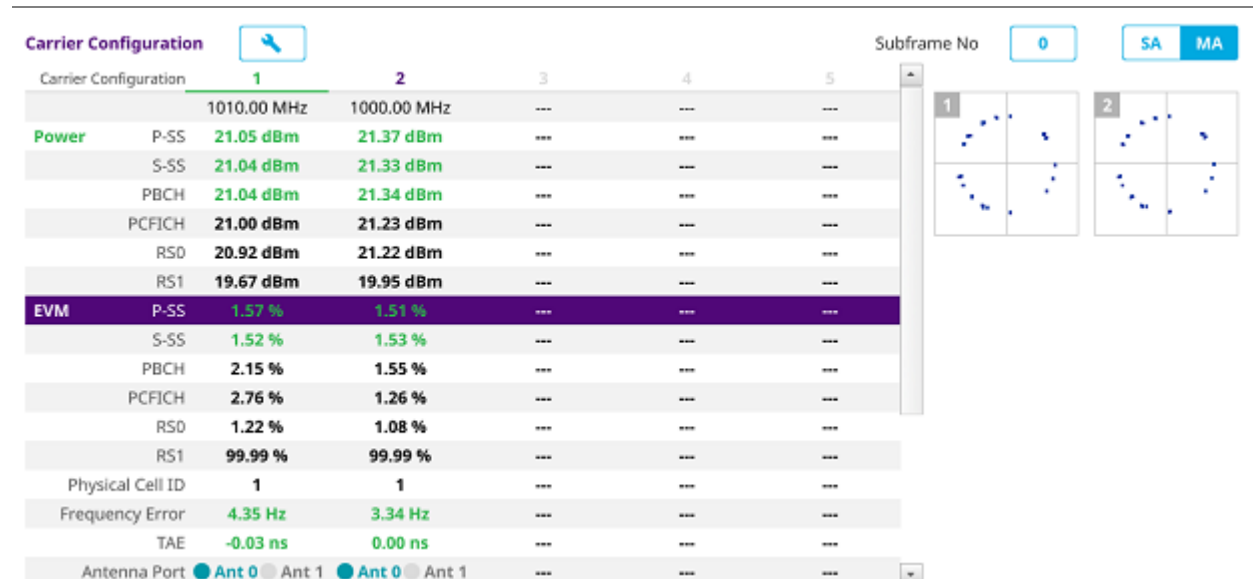 Carrier Configuration Subframe No 0 SA MA
Carrier Configuration 1 2 3 4 5
1010.00 MHz 1000.00 MHz --- --- ---
Power P-SS 21.05 dBm 21.37 dBm --- --- ---
S-SS 21.04 dBm 21.33 dBm --- --- ---
PBCH 21.04 dBm 21.34 dBm --- --- ---
PCFICH 21.00 dBm 21.23 dBm --- --- ---
RS0 20.92 dBm 21.22 dBm --- --- ---
RS1 19.67 dBm 19.95 dBm --- --- ---
EVM P-SS 1.57 % 1.51 % --- --- ---
S-SS 1.52 % 1.53 % --- --- ---
PBCH 2.15 % 1.55 % --- --- ---
PCFICH 2.76 % 1.26 % --- --- ---
RS0 1.22 % 1.08 % --- --- ---
RS1 99.99 % 99.99 % --- --- ---
Physical Cell ID 1 1 --- --- ---
Frequency Error 4.35 Hz 3.34 Hz --- --- ---
TAE -0.03 ns 0.00 ns --- --- ---
Antenna Port Ant 0 Ant 1 Ant 0 Ant 1 --- --- ---
1 2